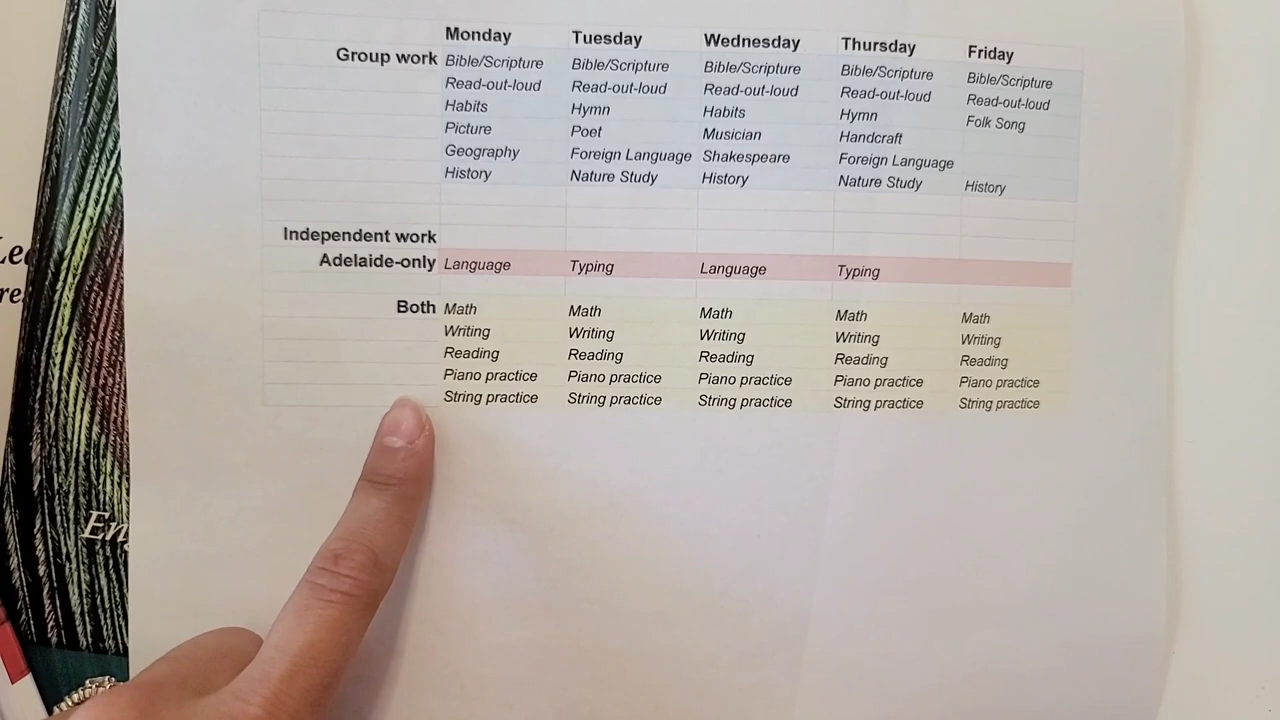 Monday Tuesday Wednesday Thursday Friday
Group work Bible/Scripture Bible/Scripture Bible/Scripture Bible/Scripture Bible/Scripture
Read-out-loud Read-out-loud Read-out-loud Read-out-loud Read-out-loud
Habits Hymn Habits Hymn Folk Song
Picture Poet Musician Handcraft
Geography Foreign Language Shakespeare Foreign Language
History Nature Study History Nature Study History
Independent work
Adelaide-only Language Typing Language Typing
Both Math Math Math Math Math
Writing Writing Writing Writing Writing
Reading Reading Reading Reading Reading
Piano practice Piano practice Piano practice Piano practice Piano practice
String practice String practice String practice String practice String practice